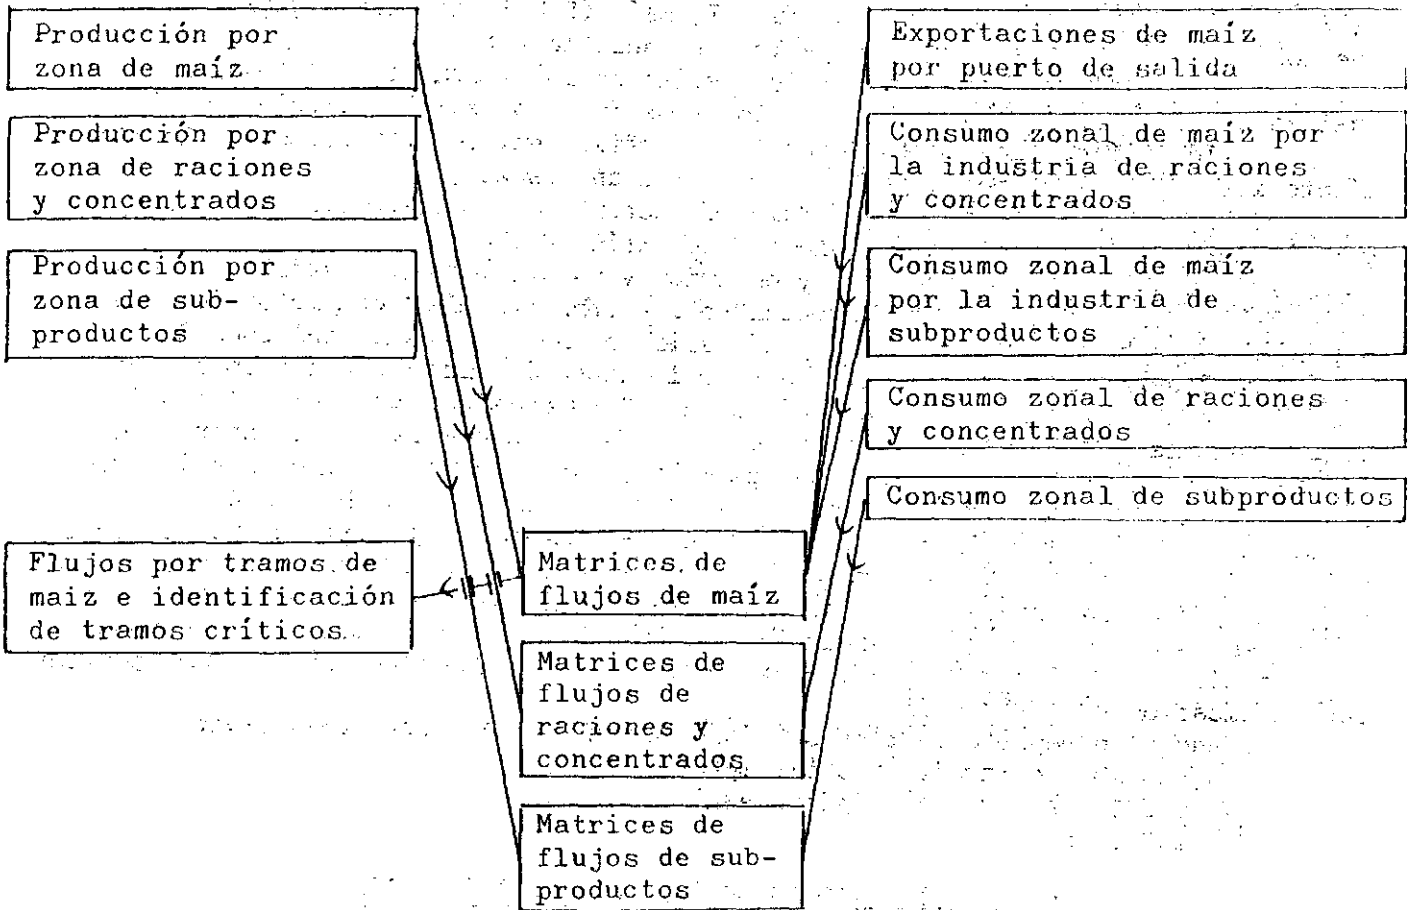 Producción por
zona de maíz
Producción por
zona de raciones
y concentrados
Producción por
zona de sub-
productos
Flujos por tramos de
maiz e identificación
de tramos críticos
Matrices de
flujos de maíz
Matrices de
flujos de
raciones y
concentrados
Matrices de
flujos de sub-
productos
Exportaciones de maíz
por puerto de salida
Consumo zonal de maíz por
la industria de raciones
y concentrados
Consumo zonal de maíz
por la industria de
subproductos
Consumo zonal de raciones
y concentrados
Consumo zonal de subproductos